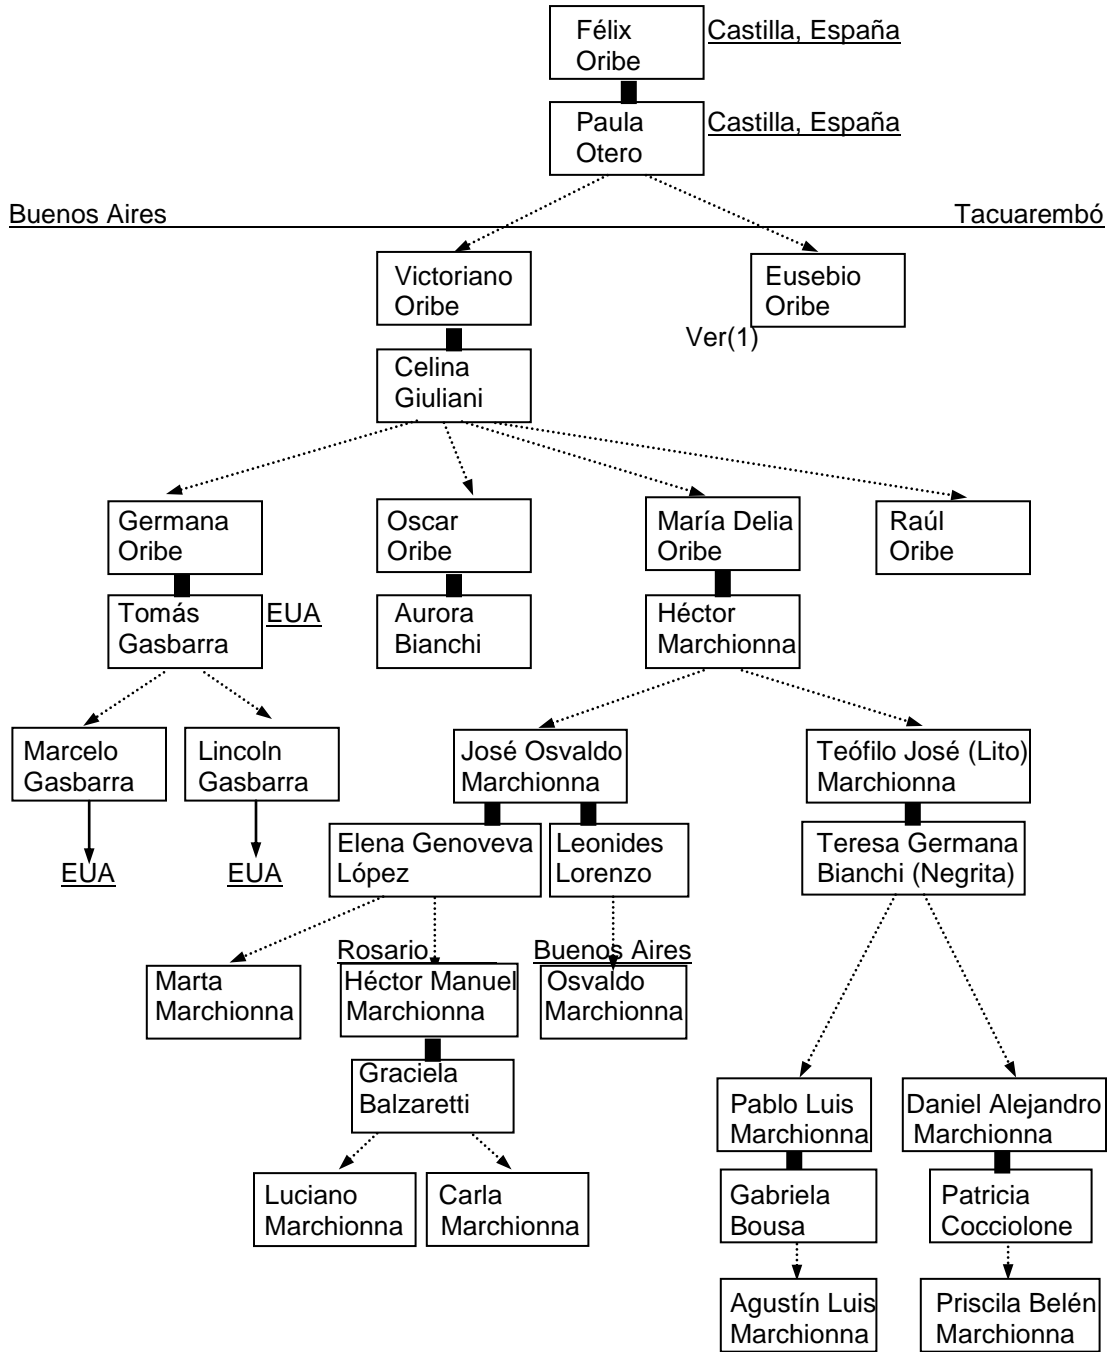 Félix
Oribe
Castilla, España
Paula
Otero
Castilla, España
Buenos Aires
Tacuarembó
Victoriano
Oribe
Eusebio
Oribe
Ver(1)
Celina
Giuliani
Germana
Oribe
Oscar
Oribe
María Delia
Oribe
Raúl
Oribe
Tomás
Gasbarra
EUA
Aurora
Bianchi
Héctor
Marchionna
Marcelo
Gasbarra
Lincoln
Gasbarra
José Osvaldo
Marchionna
Teófilo José (Lito)
Marchionna
EUA
EUA
Elena Genoveva
López
Leonides
Lorenzo
Teresa Germana
Bianchi (Negrita)
Rosario
Buenos Aires
Marta
Marchionna
Héctor Manuel
Marchionna
Osvaldo
Marchionna
Graciela
Balzaretti
Pablo Luis
Marchionna
Daniel Alejandro
Marchionna
Luciano
Marchionna
Carla
Marchionna
Gabriela
Bousa
Patricia
Cocciolone
Agustín Luis
Marchionna
Priscila Belén
Marchionna